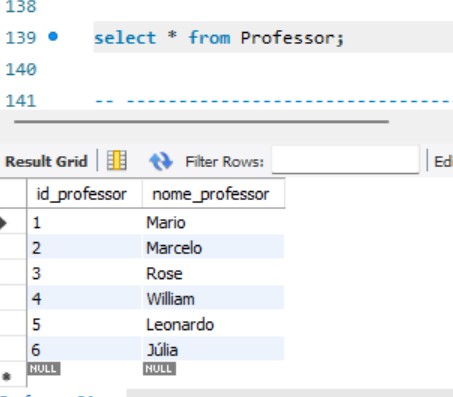 138
139 select * from Professor;
140
141 -- --------------------------------
Result Grid Filter Rows: Edi
id_professor nome_professor
1 Mario
2 Marcelo
3 Rose
4 William
5 Leonardo
6 Júlia
NULL NULL